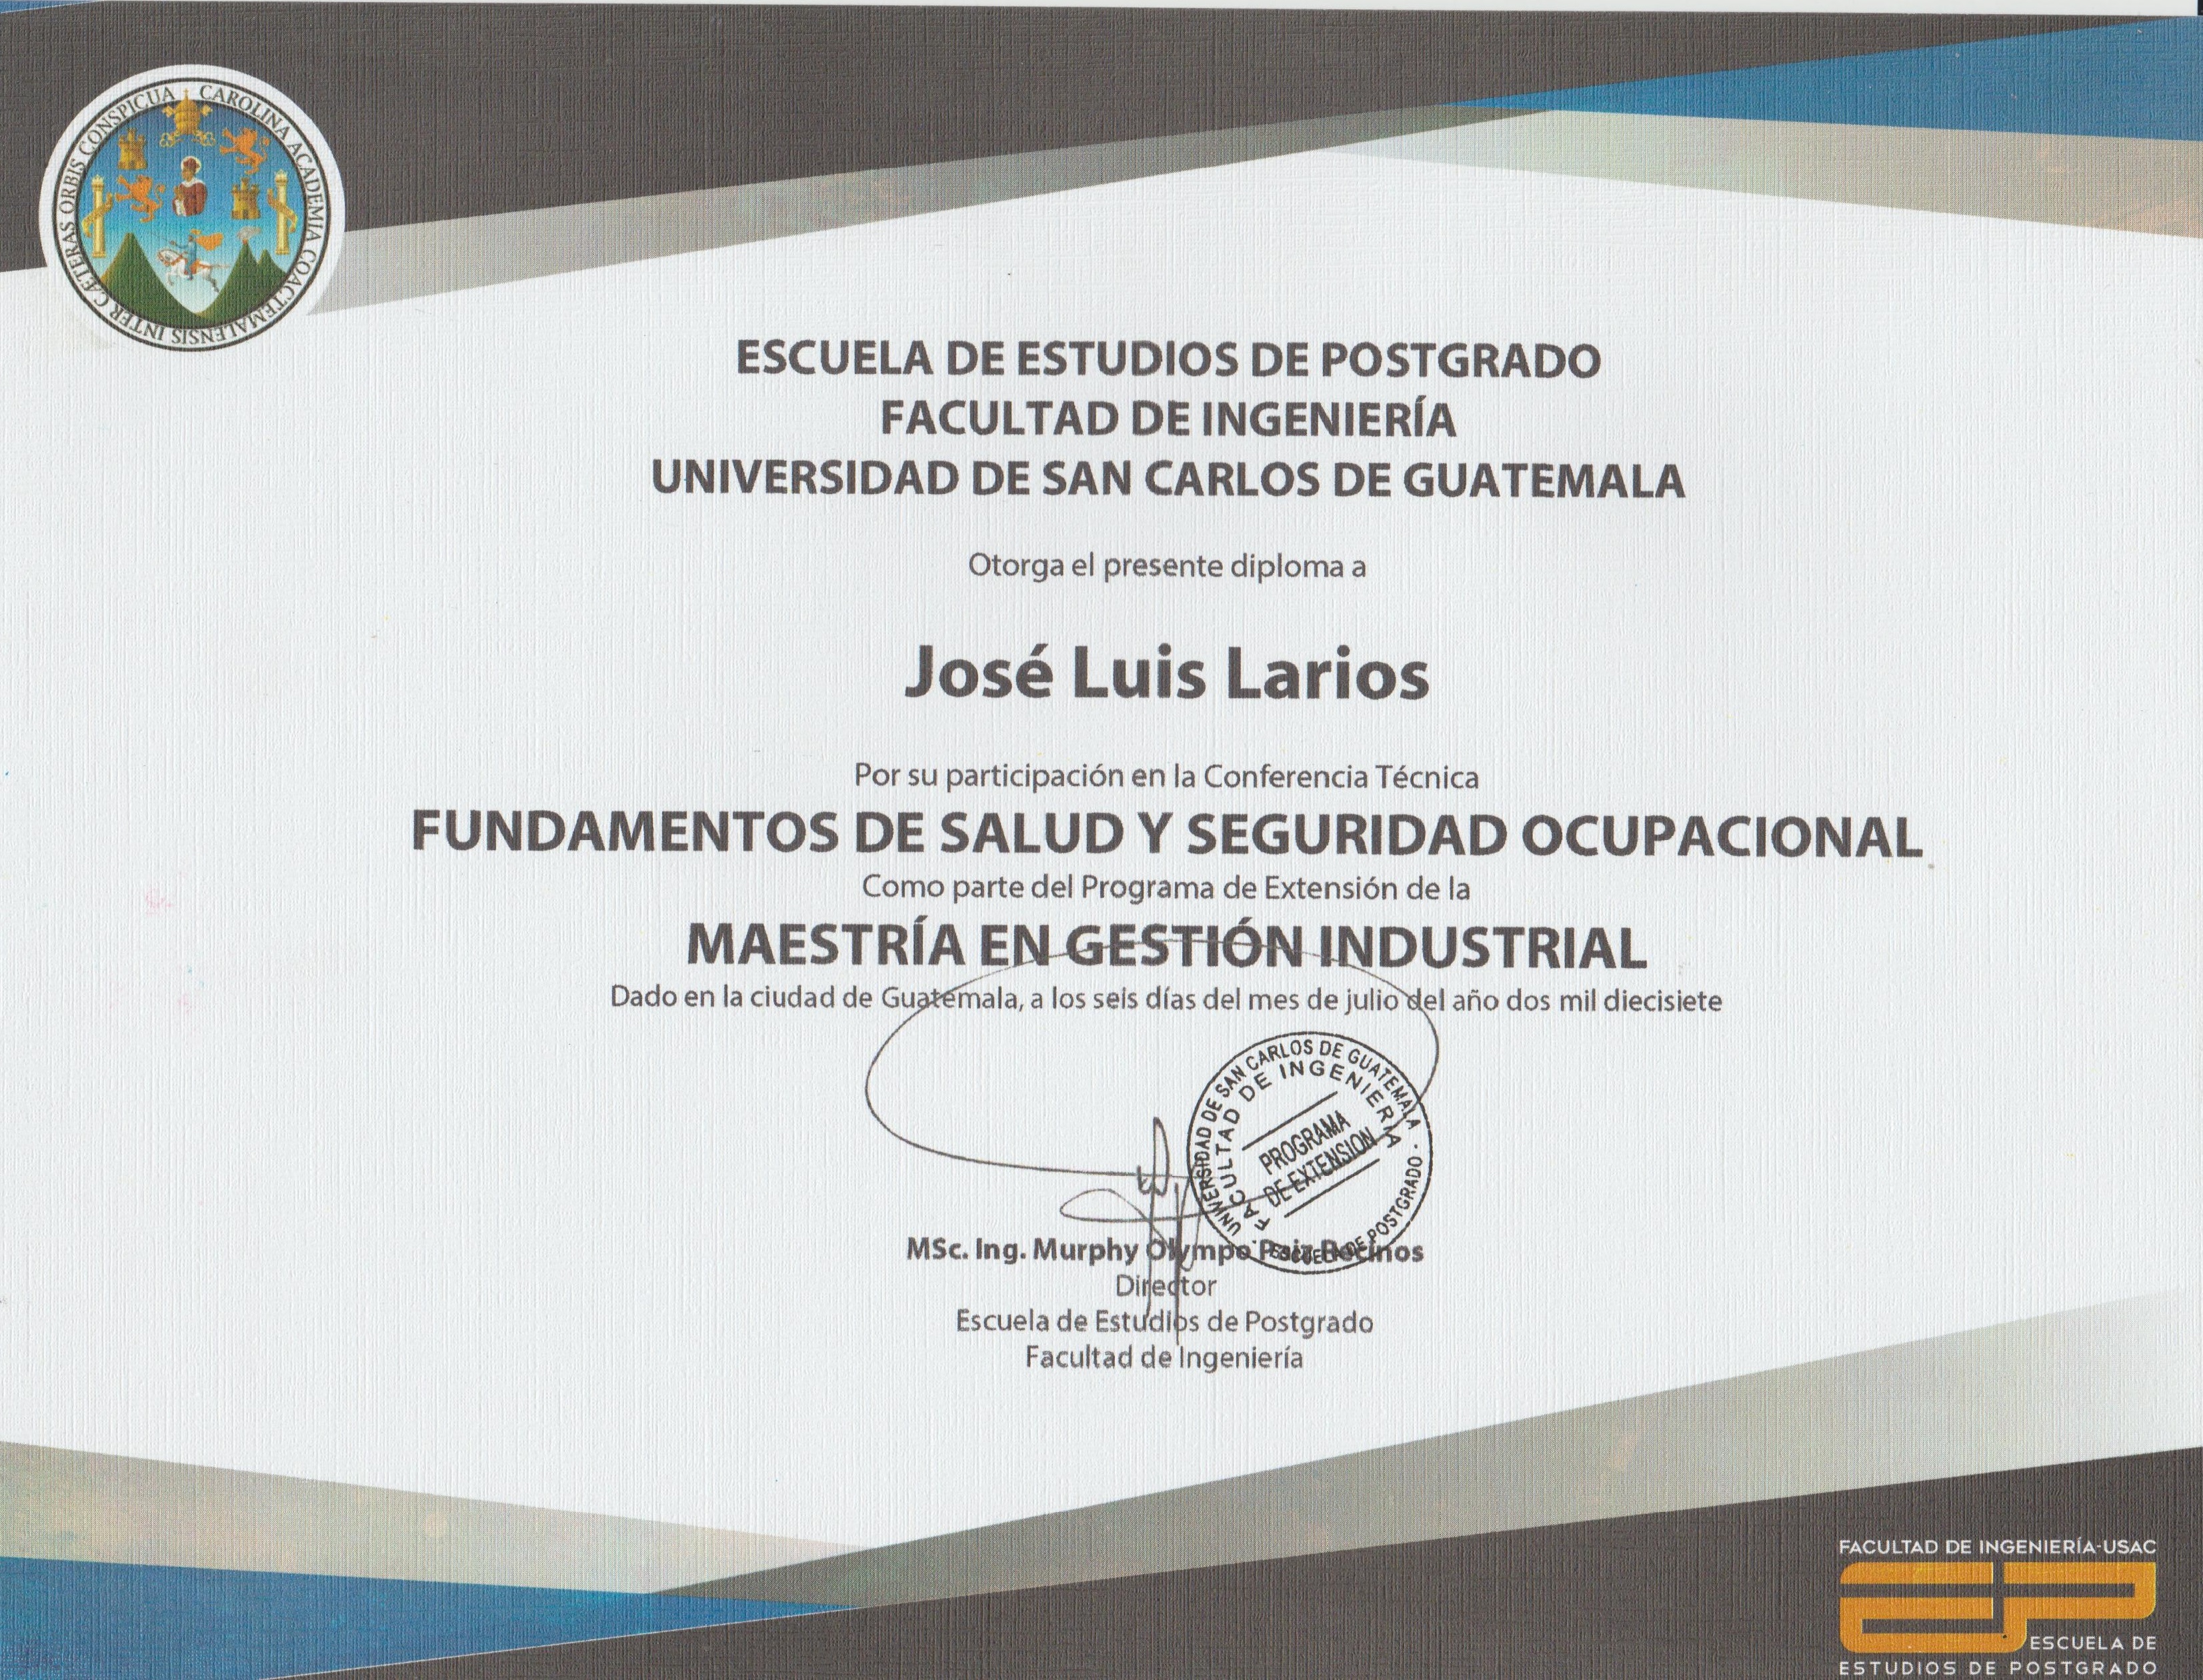 INTER CÆTERAS ORBIS CONSPICUA CAROLINA ACADEMIA COACTEMALENSIS
ESCUELA DE ESTUDIOS DE POSTGRADO
FACULTAD DE INGENIERÍA
UNIVERSIDAD DE SAN CARLOS DE GUATEMALA
Otorga el presente diploma a
José Luis Larios
Por su participación en la Conferencia Técnica
FUNDAMENTOS DE SALUD Y SEGURIDAD OCUPACIONAL
Como parte del Programa de Extensión de la
MAESTRÍA EN GESTIÓN INDUSTRIAL
Dado en la ciudad de Guatemala, a los seis días del mes de julio del año dos mil diecisiete
UNIVERSIDAD DE SAN CARLOS DE GUATEMALA
FACULTAD DE INGENIERIA
PROGRAMA
DE EXTENSION
ESCUELA DE POSTGRADO
MSc. Ing. Murphy Olympo Paiz
Director
Escuela de Estudios de Postgrado
Facultad de Ingeniería
FACULTAD DE INGENIERÍA-USAC
EP
ESCUELA DE
ESTUDIOS DE POSTGRADO